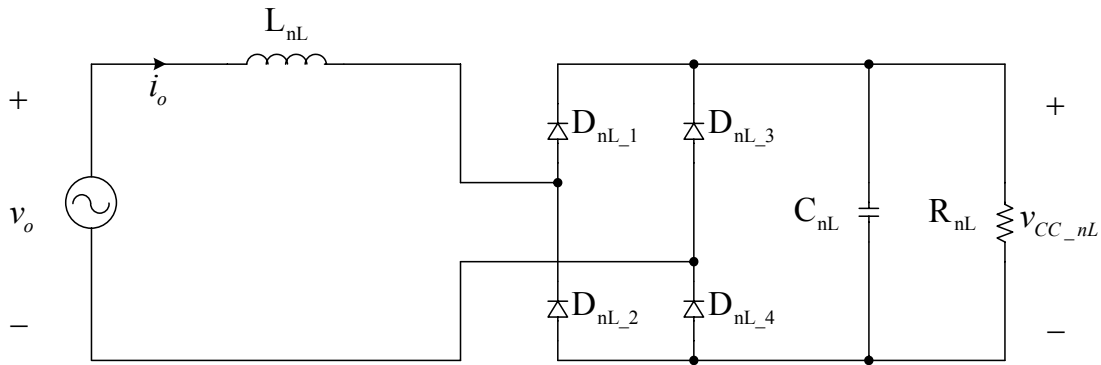 L_nL
+
i_o
D_nL_1
D_nL_3
+
v_o
C_nL
R_nL
v_CC_nL
D_nL_2
D_nL_4
−
−